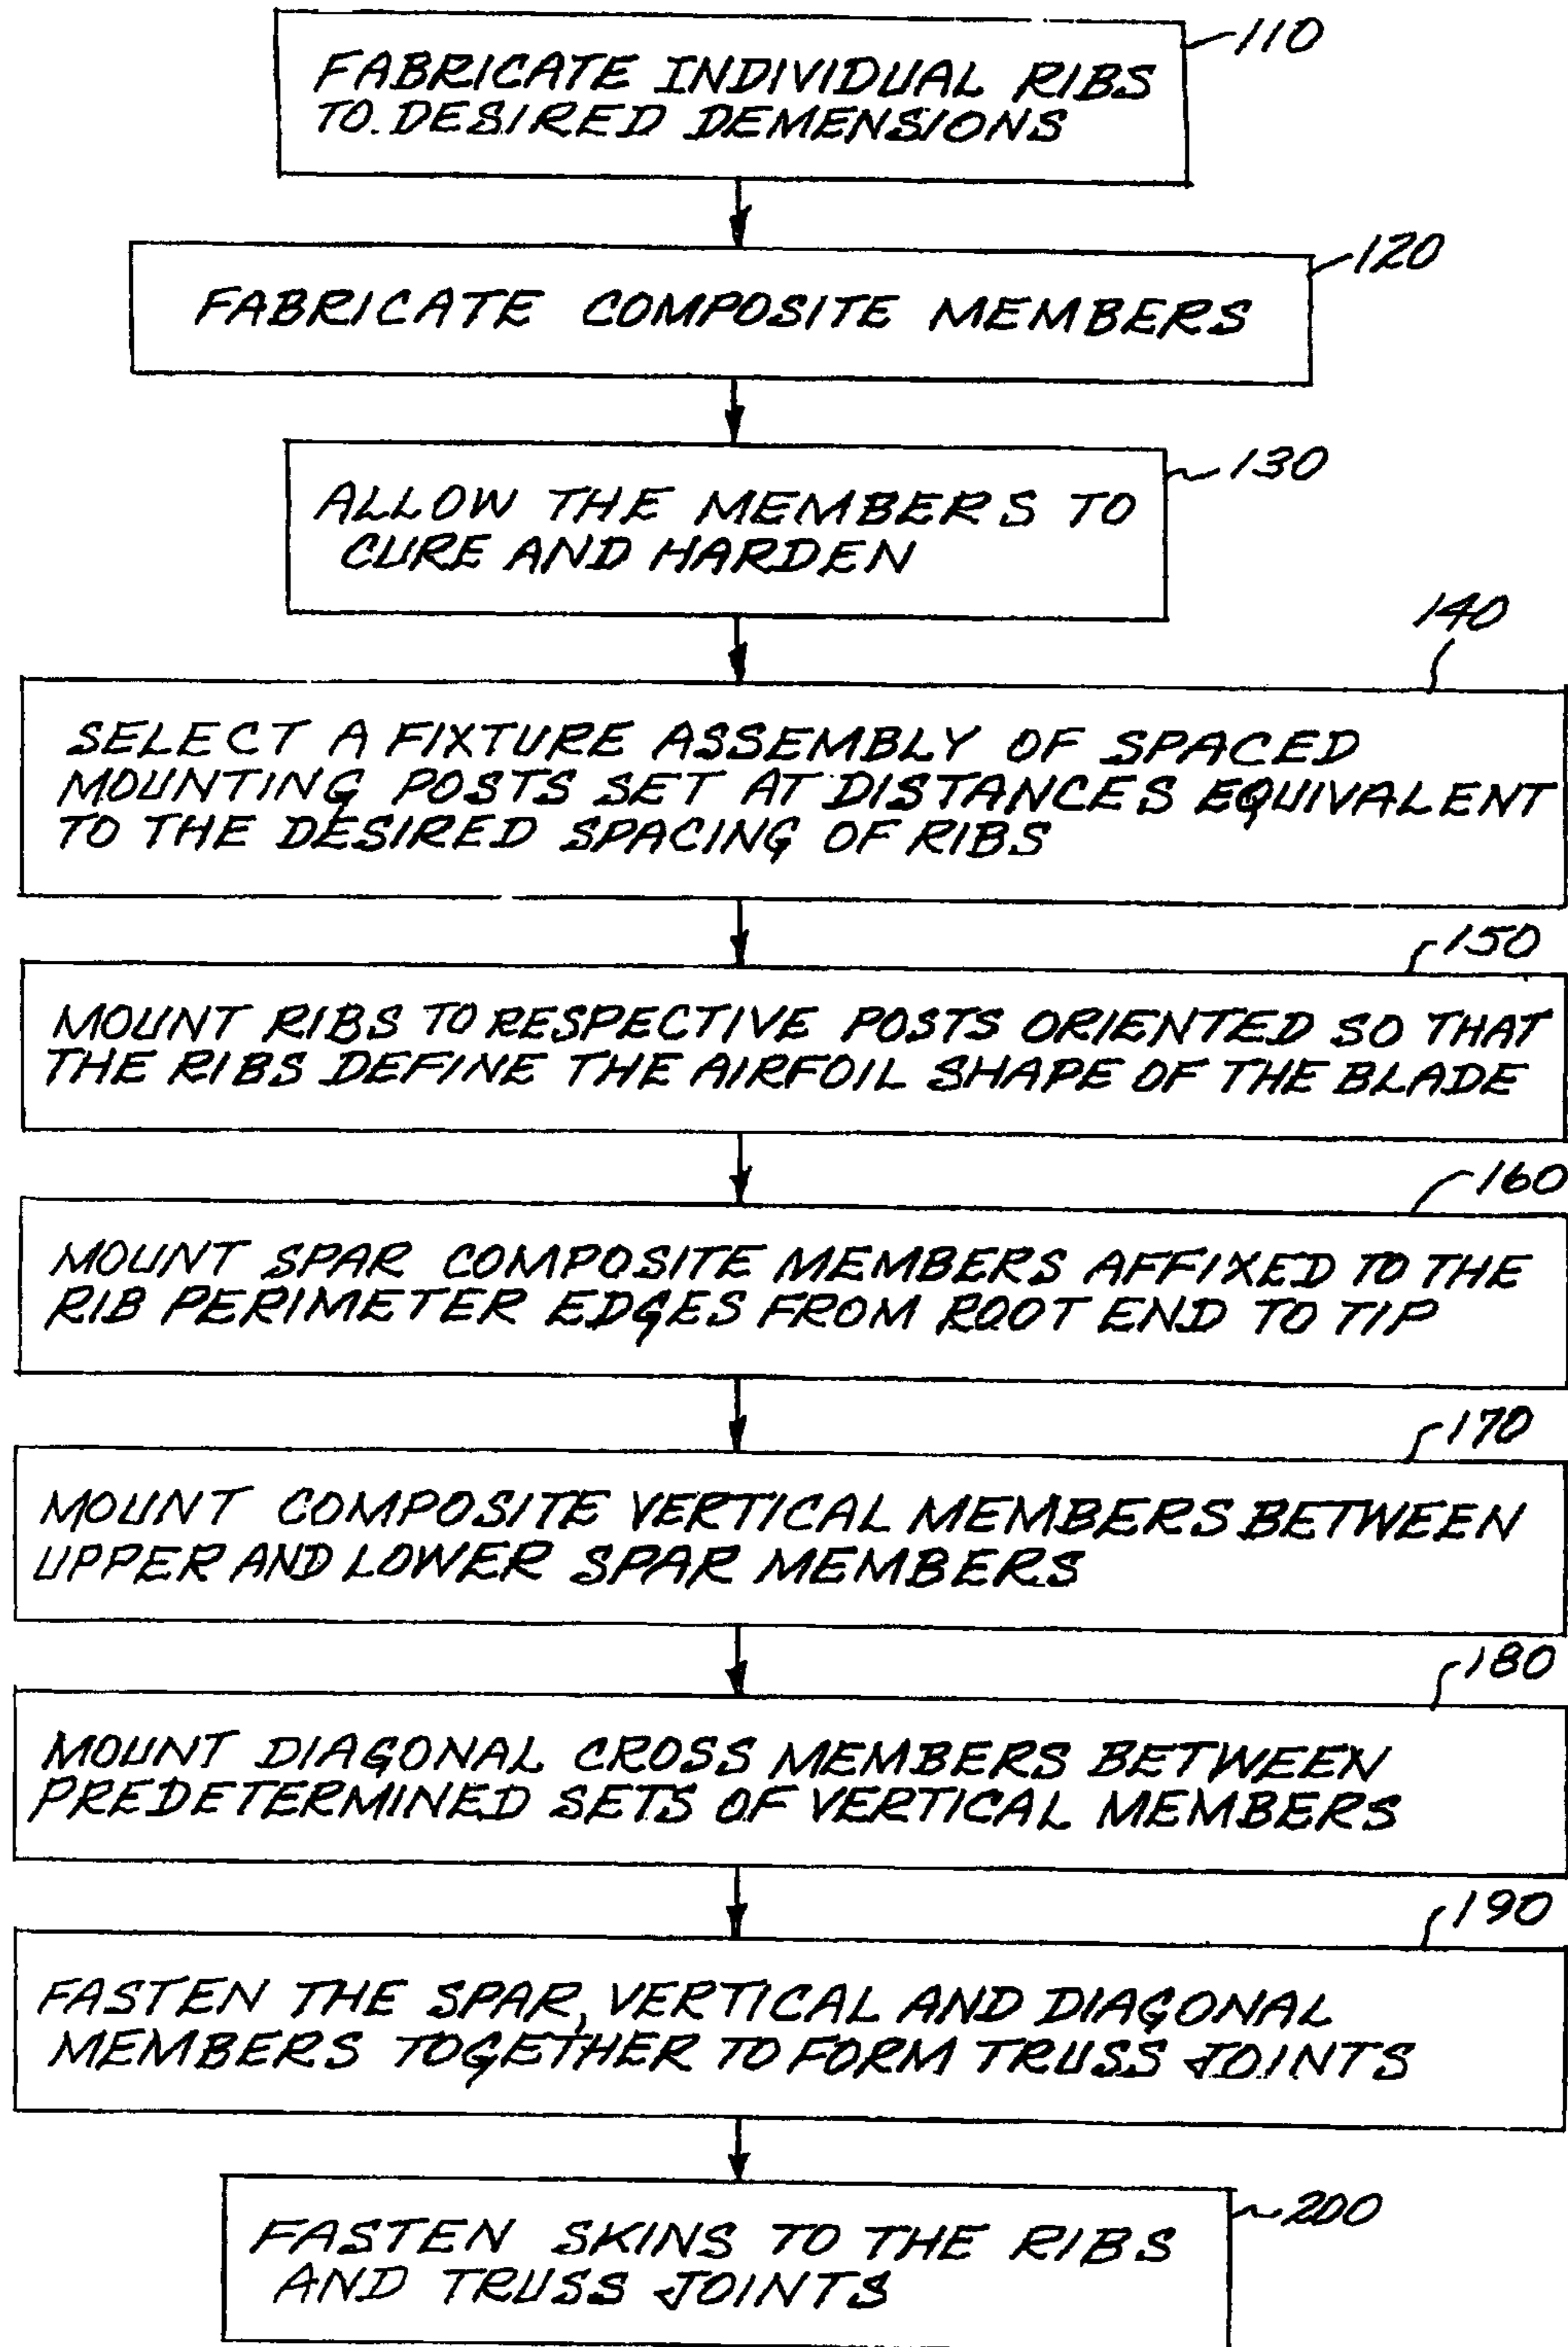 110
FABRICATE INDIVIDUAL RIBS
TO DESIRED DEMENSIONS
120
FABRICATE COMPOSITE MEMBERS
130
ALLOW THE MEMBERS TO
CURE AND HARDEN
140
SELECT A FIXTURE ASSEMBLY OF SPACED
MOUNTING POSTS SET AT DISTANCES EQUIVALENT
TO THE DESIRED SPACING OF RIBS
150
MOUNT RIBS TO RESPECTIVE POSTS ORIENTED SO THAT
THE RIBS DEFINE THE AIRFOIL SHAPE OF THE BLADE
160
MOUNT SPAR COMPOSITE MEMBERS AFFIXED TO THE
RIB PERIMETER EDGES FROM ROOT END TO TIP
170
MOUNT COMPOSITE VERTICAL MEMBERS BETWEEN
UPPER AND LOWER SPAR MEMBERS
180
MOUNT DIAGONAL CROSS MEMBERS BETWEEN
PREDETERMINED SETS OF VERTICAL MEMBERS
190
FASTEN THE SPAR, VERTICAL AND DIAGONAL
MEMBERS TOGETHER TO FORM TRUSS JOINTS
200
FASTEN SKINS TO THE RIBS
AND TRUSS JOINTS